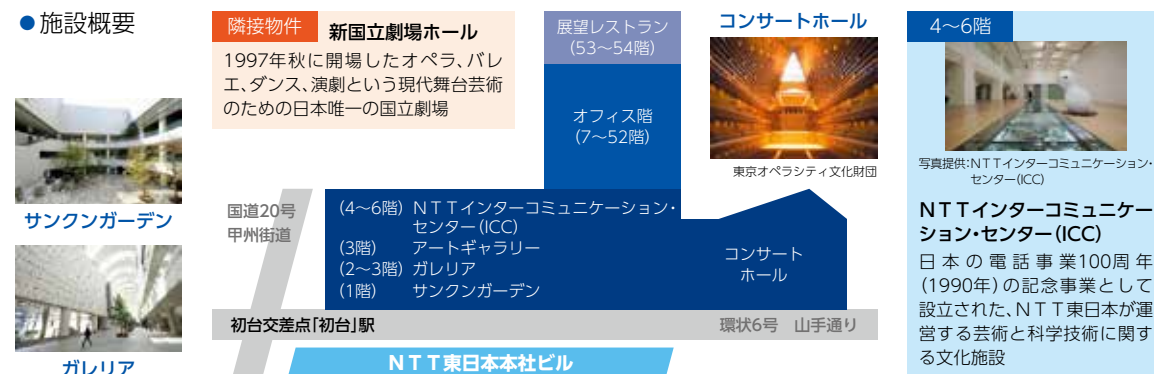 ●施設概要
サンクンガーデン
ガレリア
隣接物件 新国立劇場ホール
1997年秋に開場したオペラ、バレ
エ、ダンス、演劇という現代舞台芸術
のための日本唯一の国立劇場
展望レストラン
(53〜54階)
オフィス階
(7〜52階)
コンサートホール
東京オペラシティ文化財団
国道20号
甲州街道
(4〜6階) NTTインターコミュニケーション・
センター(ICC)
(3階) アートギャラリー
(2〜3階) ガレリア
(1階) サンクンガーデン
コンサート
ホール
初台交差点「初台」駅
環状6号 山手通り
NTT東日本本社ビル
4〜6階
写真提供:NTTインターコミュニケーション・
センター(ICC)
NTTインターコミュニケー
ション・センター(ICC)
日本の電話事業100周年
(1990年)の記念事業として
設立された、NTT東日本が運
営する芸術と科学技術に関す
る文化施設